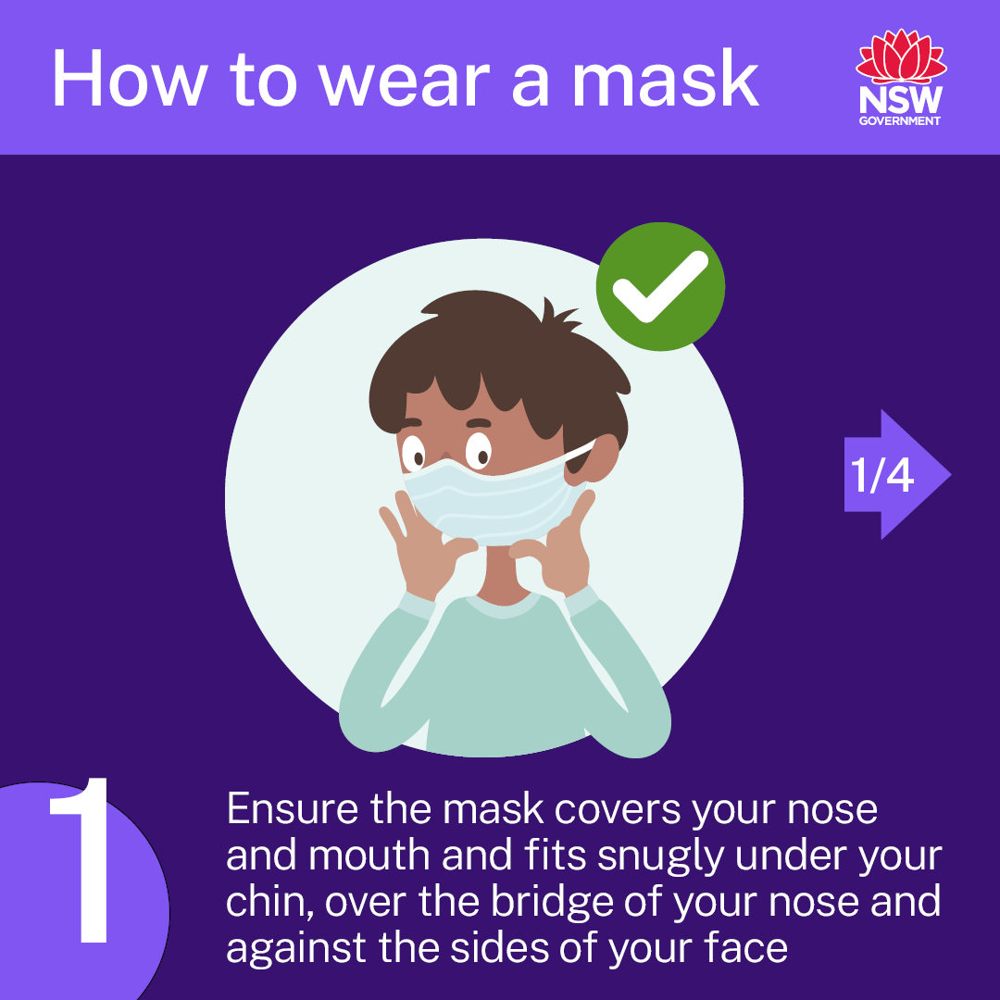 How to wear a mask
NSW
GOVERNMENT
1/4
1
Ensure the mask covers your nose
and mouth and fits snugly under your
chin, over the bridge of your nose and
against the sides of your face